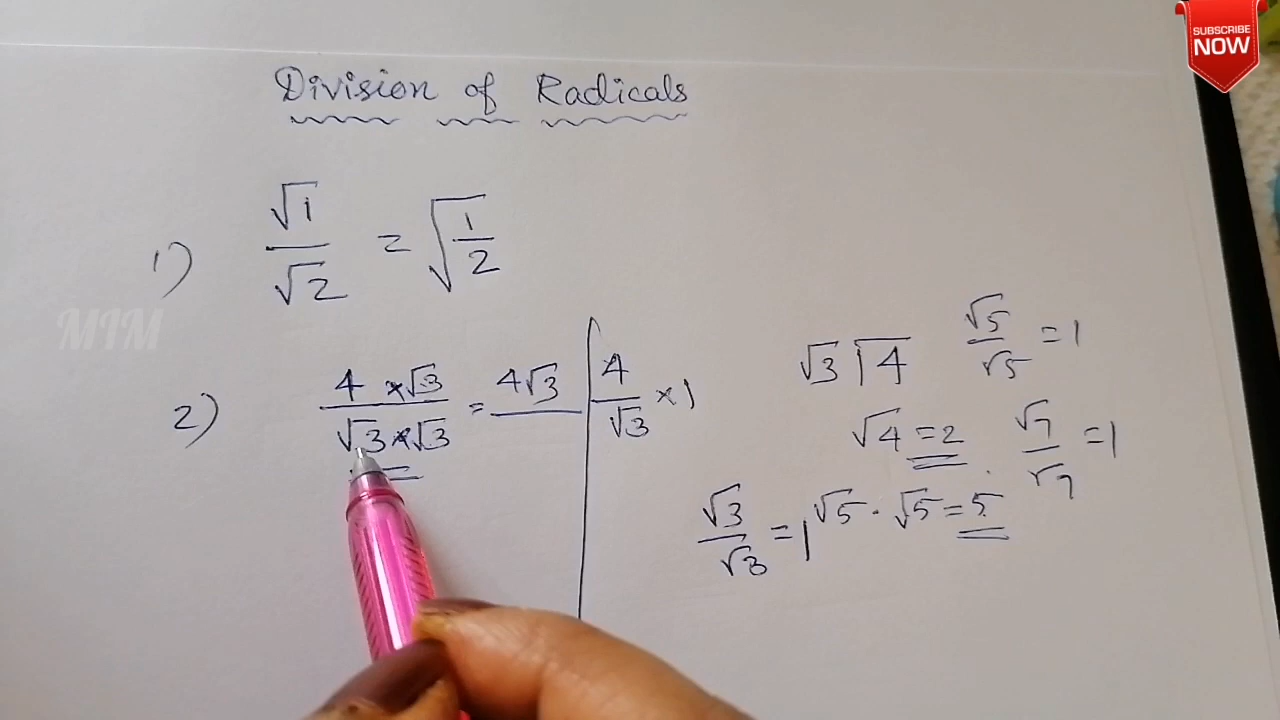 SUBSCRIBE
NOW
Division of Radicals
1) √1/√2 = √(1/2)
MIM
2) 4 ×√3/√3×√3 = 4√3/ 4/√3 ×1
√3 ⟌4
√5/√5 =1
√4 =2
√7/√7 =1
√3/√3 =1
√5 · √5 = 5